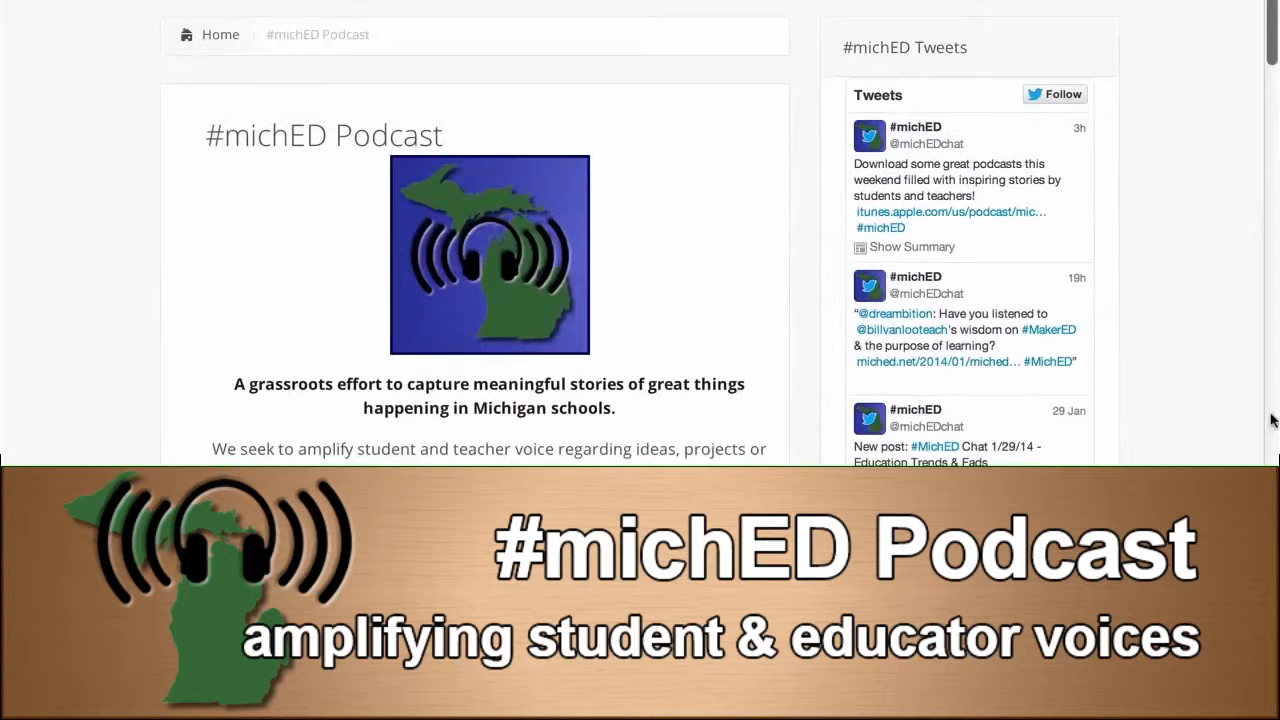 Home
#michED Podcast
#michED Podcast
A grassroots effort to capture meaningful stories of great things
happening in Michigan schools.
We seek to amplify student and teacher voice regarding ideas, projects or
#michED Tweets
Tweets
Follow
#michED
3h
@michEDchat
Download some great podcasts this
weekend filled with inspiring stories by
students and teachers!
itunes.apple.com/us/podcast/mic…
#michED
Show Summary
#michED
19h
@michEDchat
“@dreambition: Have you listened to
@billvanlooteach's wisdom on #MakerED
& the purpose of learning?
miched.net/2014/01/miched… #MichED”
#michED
29 Jan
@michEDchat
New post: #MichED Chat 1/29/14 -
Education Trends & Fads
#michED Podcast
amplifying student & educator voices